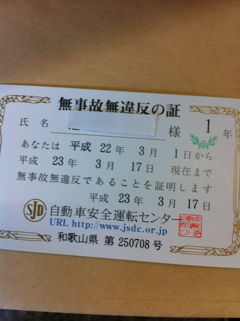 無事故無違反の証
氏名 様 1年
あなたは 平成 22年 3月 1日から
平成 23年 3月 17日 現在まで
無事故無違反であることを証明します
平成 23年 3月 17日
SJD 自動車安全運転センター
URL http://www.jsdc.or.jp
和歌山県 第 250708 号